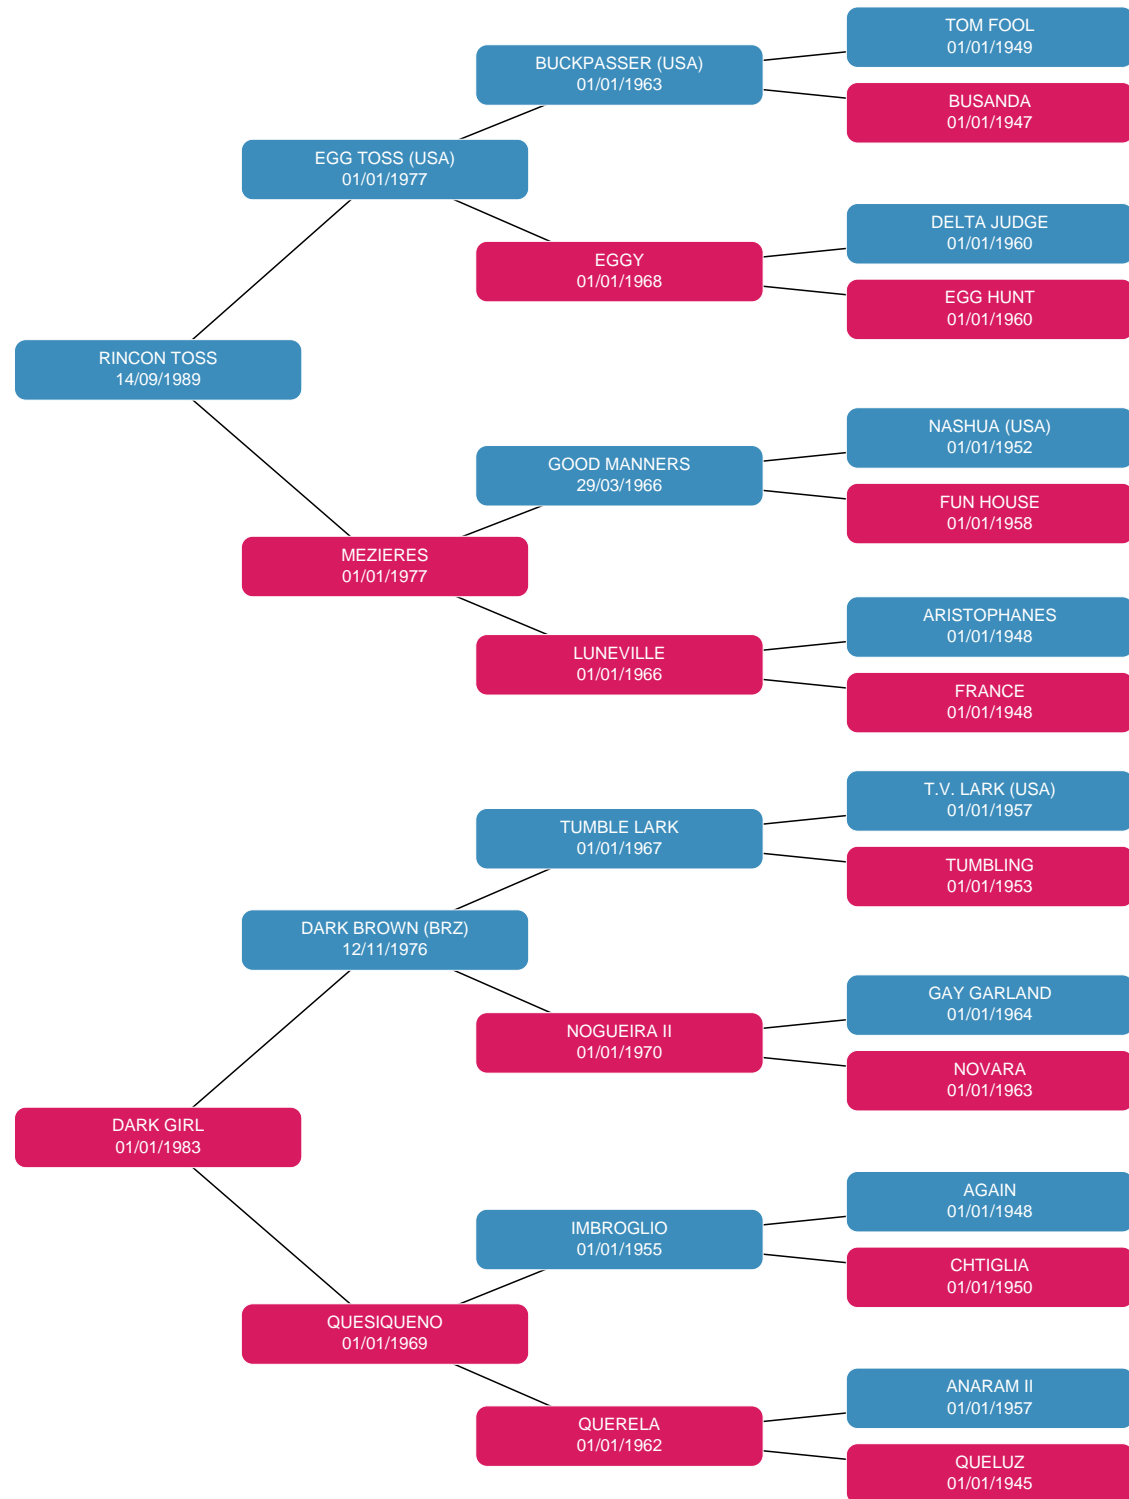 TOM FOOL
01/01/1949
BUCKPASSER (USA)
01/01/1963
BUSANDA
01/01/1947
EGG TOSS (USA)
01/01/1977
DELTA JUDGE
01/01/1960
EGGY
01/01/1968
EGG HUNT
01/01/1960
RINCON TOSS
14/09/1989
NASHUA (USA)
01/01/1952
GOOD MANNERS
29/03/1966
FUN HOUSE
01/01/1958
MEZIERES
01/01/1977
ARISTOPHANES
01/01/1948
LUNEVILLE
01/01/1966
FRANCE
01/01/1948
T.V. LARK (USA)
01/01/1957
TUMBLE LARK
01/01/1967
TUMBLING
01/01/1953
DARK BROWN (BRZ)
12/11/1976
GAY GARLAND
01/01/1964
NOGUEIRA II
01/01/1970
NOVARA
01/01/1963
DARK GIRL
01/01/1983
AGAIN
01/01/1948
IMBROGLIO
01/01/1955
CHTIGLIA
01/01/1950
QUESIQUENO
01/01/1969
ANARAM II
01/01/1957
QUERELA
01/01/1962
QUELUZ
01/01/1945